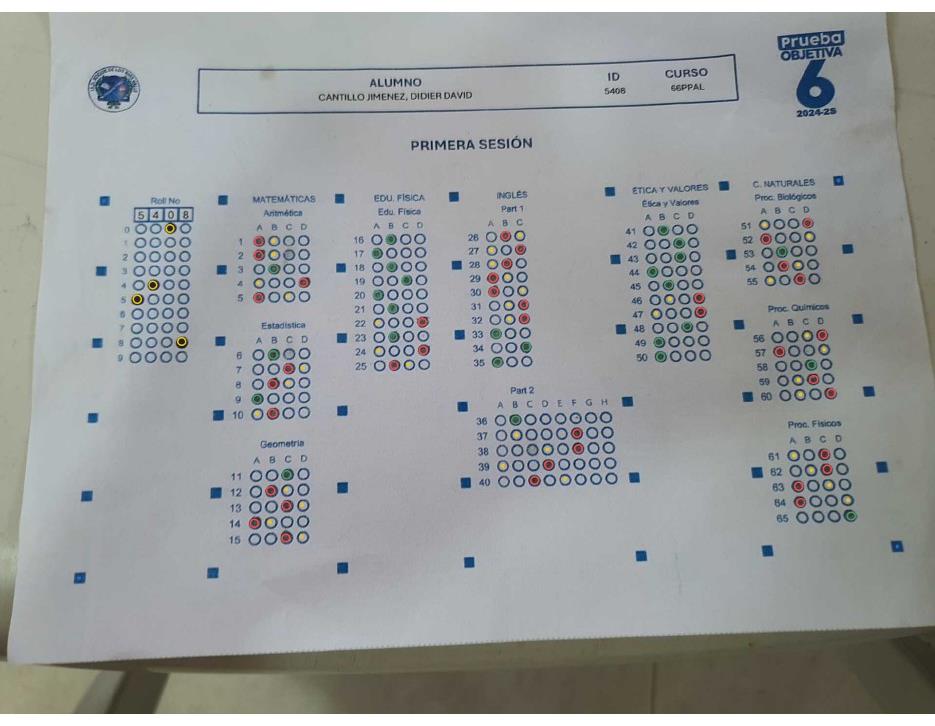 Prueba
OBJETIVA
6
2024-25
ALUMNO ID CURSO
CANTILLO JIMENEZ, DIDIER DAVID 5408 66PPAL
PRIMERA SESIÓN
Roll No
5 4 0 8
0
1
2
3
4
5
6
7
8
9
MATEMÁTICAS
Aritmética
A B C D
1
2
3
4
5
Estadística
A B C D
6
7
8
9
10
Geometría
A B C D
11
12
13
14
15
EDU. FÍSICA
Edu. Física
A B C D
16
17
18
19
20
21
22
23
24
25
INGLÉS
Part 1
A B C
26
27
28
29
30
31
32
33
34
35
Part 2
A B C D E F G H
36
37
38
39
40
ÉTICA Y VALORES
Ética y Valores
A B C D
41
42
43
44
45
46
47
48
49
50
C. NATURALES
Proc. Biológicos
A B C D
51
52
53
54
55
Proc. Químicos
A B C D
56
57
58
59
60
Proc. Físicos
A B C D
61
62
63
64
65